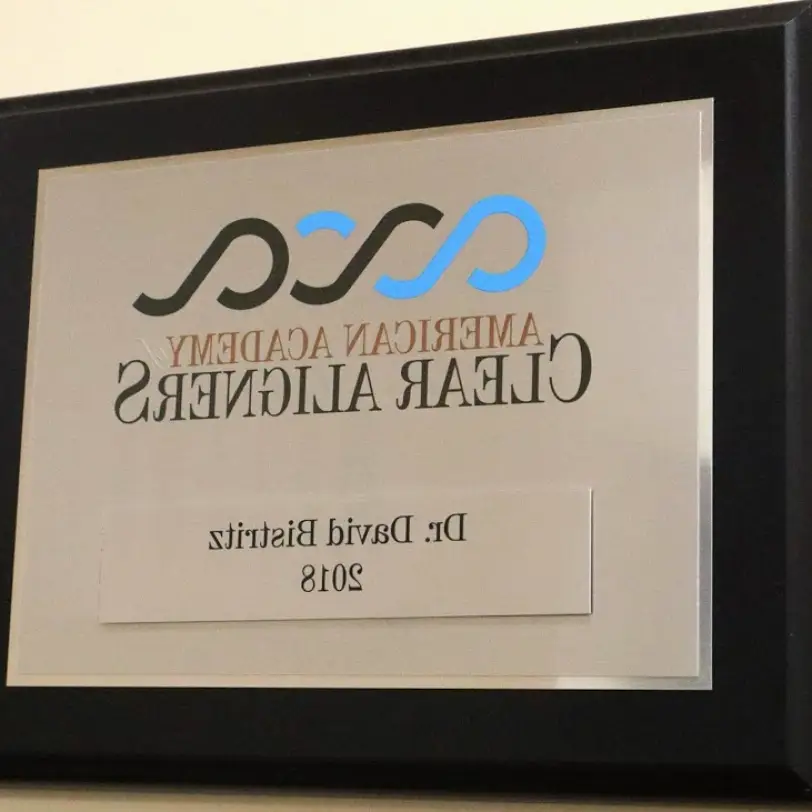 AMERICAN ACADEMY
CLEAR ALIGNERS
Dr. David Bistritz
2018